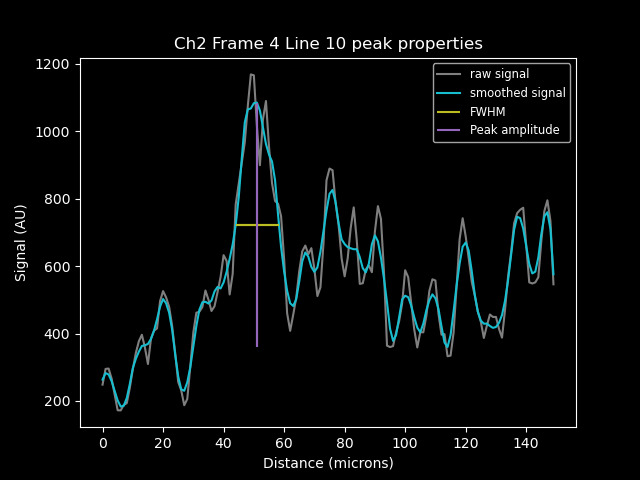 Ch2 Frame 4 Line 10 peak properties
raw signal
smoothed signal
FWHM
Peak amplitude
Signal (AU)
1200
1000
800
600
400
200
0 20 40 60 80 100 120 140
Distance (microns)